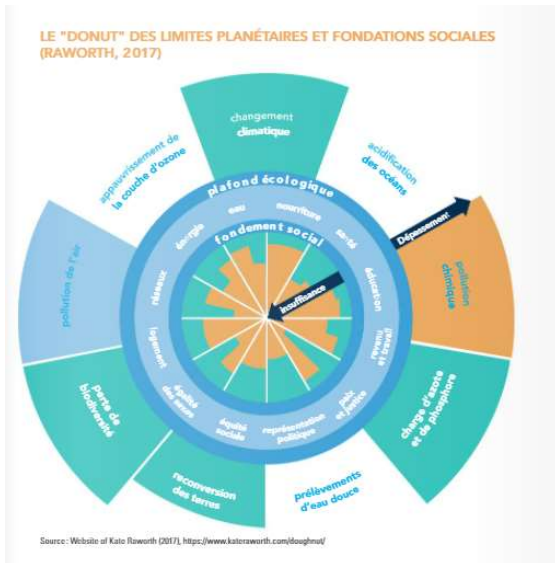 LE "DONUT" DES LIMITES PLANÉTAIRES ET FONDATIONS SOCIALES
(RAWORTH, 2017)
changement
climatique
appauvrissement de
la couche d'ozone
acidification
des océans
plafond écologique
énergie
eau
nourriture
santé
fondement social
Dépassement
pollution de l'air
pollution
chimique
réseaux
éducation
Insuffisance
logement
revenu
et travail
perte de
biodiversité
égalité
des sexes
équité
sociale
représentation
politique
paix
et justice
charge d'azote
et de phosphore
reconversion
des terres
prélèvements
d'eau douce
Source : Website of Kate Raworth (2017), https://www.kateraworth.com/doughnut/